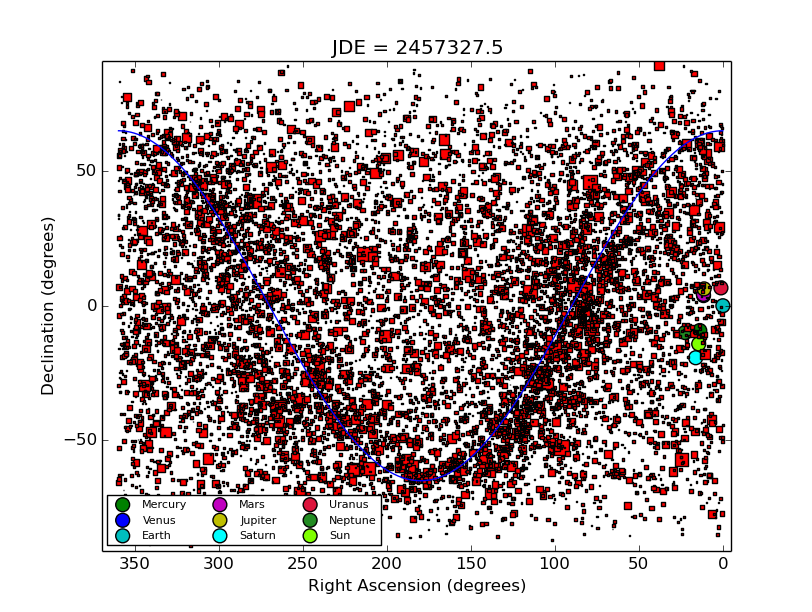 JDE = 2457327.5
Declination (degrees)
50
0
−50
Mercury Mars Uranus
Venus Jupiter Neptune
Earth Saturn Sun
350 300 250 200 150 100 50 0
Right Ascension (degrees)